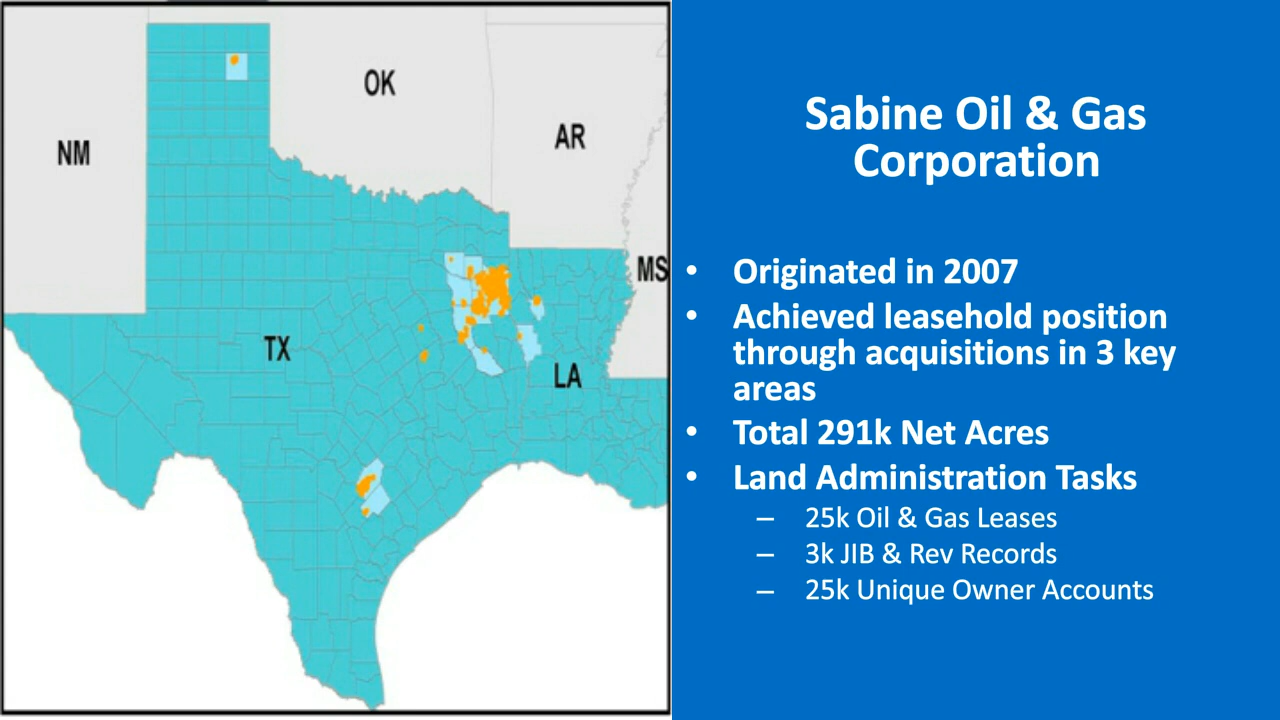 NM
OK
AR
MS
TX
LA
Sabine Oil & Gas
Corporation
• Originated in 2007
• Achieved leasehold position
through acquisitions in 3 key
areas
• Total 291k Net Acres
• Land Administration Tasks
– 25k Oil & Gas Leases
– 3k JIB & Rev Records
– 25k Unique Owner Accounts